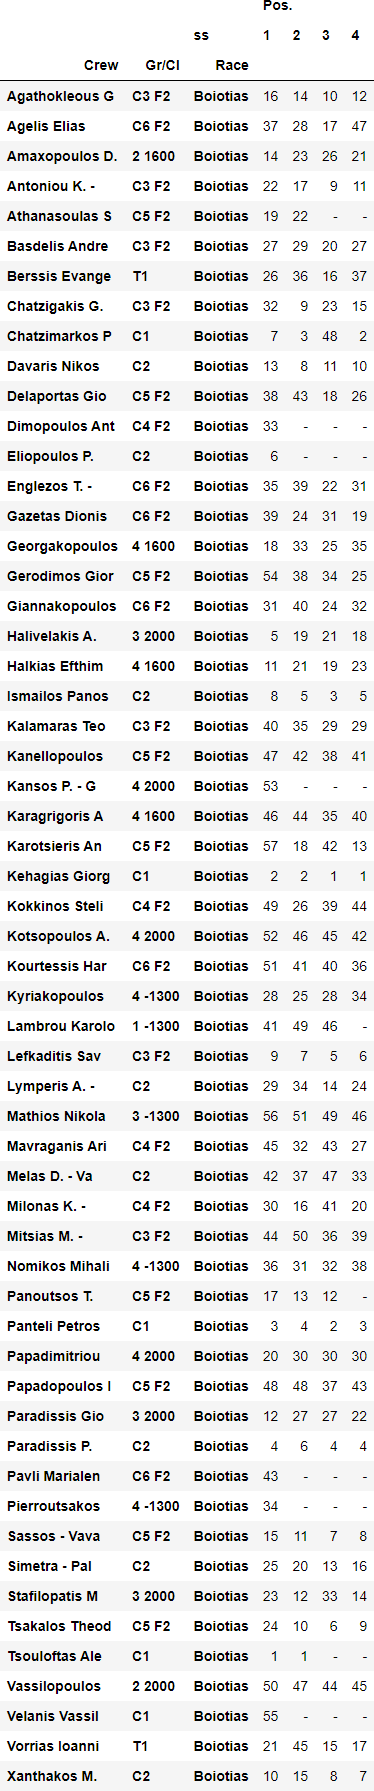 Pos.
ss 1 2 3 4
Crew Gr/Cl Race
Agathokleous G C3 F2 Boiotias 16 14 10 12
Agelis Elias C6 F2 Boiotias 37 28 17 47
Amaxopoulos D. 2 1600 Boiotias 14 23 26 21
Antoniou K. - C3 F2 Boiotias 22 17 9 11
Athanasoulas S C5 F2 Boiotias 19 22 - -
Basdelis Andre C3 F2 Boiotias 27 29 20 27
Berssis Evange T1 Boiotias 26 36 16 37
Chatzigakis G. C3 F2 Boiotias 32 9 23 15
Chatzimarkos P C1 Boiotias 7 3 48 2
Davaris Nikos C2 Boiotias 13 8 11 10
Delaportas Gio C5 F2 Boiotias 38 43 18 26
Dimopoulos Ant C4 F2 Boiotias 33 - - -
Eliopoulos P. C2 Boiotias 6 - - -
Englezos T. - C6 F2 Boiotias 35 39 22 31
Gazetas Dionis C6 F2 Boiotias 39 24 31 19
Georgakopoulos 4 1600 Boiotias 18 33 25 35
Gerodimos Gior C5 F2 Boiotias 54 38 34 25
Giannakopoulos C6 F2 Boiotias 31 40 24 32
Halivelakis A. 3 2000 Boiotias 5 19 21 18
Halkias Efthim 4 1600 Boiotias 11 21 19 23
Ismailos Panos C2 Boiotias 8 5 3 5
Kalamaras Teo C3 F2 Boiotias 40 35 29 29
Kanellopoulos C5 F2 Boiotias 47 42 38 41
Kansos P. - G 4 2000 Boiotias 53 - - -
Karagrigoris A 4 1600 Boiotias 46 44 35 40
Karotsieris An C5 F2 Boiotias 57 18 42 13
Kehagias Giorg C1 Boiotias 2 2 1 1
Kokkinos Steli C4 F2 Boiotias 49 26 39 44
Kotsopoulos A. 4 2000 Boiotias 52 46 45 42
Kourtessis Har C6 F2 Boiotias 51 41 40 36
Kyriakopoulos 4 -1300 Boiotias 28 25 28 34
Lambrou Karolo 1 -1300 Boiotias 41 49 46 -
Lefkaditis Sav C3 F2 Boiotias 9 7 5 6
Lymperis A. - C2 Boiotias 29 34 14 24
Mathios Nikola 3 -1300 Boiotias 56 51 49 46
Mavraganis Ari C4 F2 Boiotias 45 32 43 27
Melas D. - Va C2 Boiotias 42 37 47 33
Milonas K. - C4 F2 Boiotias 30 16 41 20
Mitsias M. - C3 F2 Boiotias 44 50 36 39
Nomikos Mihali 4 -1300 Boiotias 36 31 32 38
Panoutsos T. C5 F2 Boiotias 17 13 12 -
Panteli Petros C1 Boiotias 3 4 2 3
Papadimitriou 4 2000 Boiotias 20 30 30 30
Papadopoulos I C5 F2 Boiotias 48 48 37 43
Paradissis Gio 3 2000 Boiotias 12 27 27 22
Paradissis P. C2 Boiotias 4 6 4 4
Pavli Marialen C6 F2 Boiotias 43 - - -
Pierroutsakos 4 -1300 Boiotias 34 - - -
Sassos - Vava C5 F2 Boiotias 15 11 7 8
Simetra - Pal C2 Boiotias 25 20 13 16
Stafilopatis M 3 2000 Boiotias 23 12 33 14
Tsakalos Theod C5 F2 Boiotias 24 10 6 9
Tsouloftas Ale C1 Boiotias 1 1 - -
Vassilopoulos 2 2000 Boiotias 50 47 44 45
Velanis Vassil C1 Boiotias 55 - - -
Vorrias Ioanni T1 Boiotias 21 45 15 17
Xanthakos M. C2 Boiotias 10 15 8 7